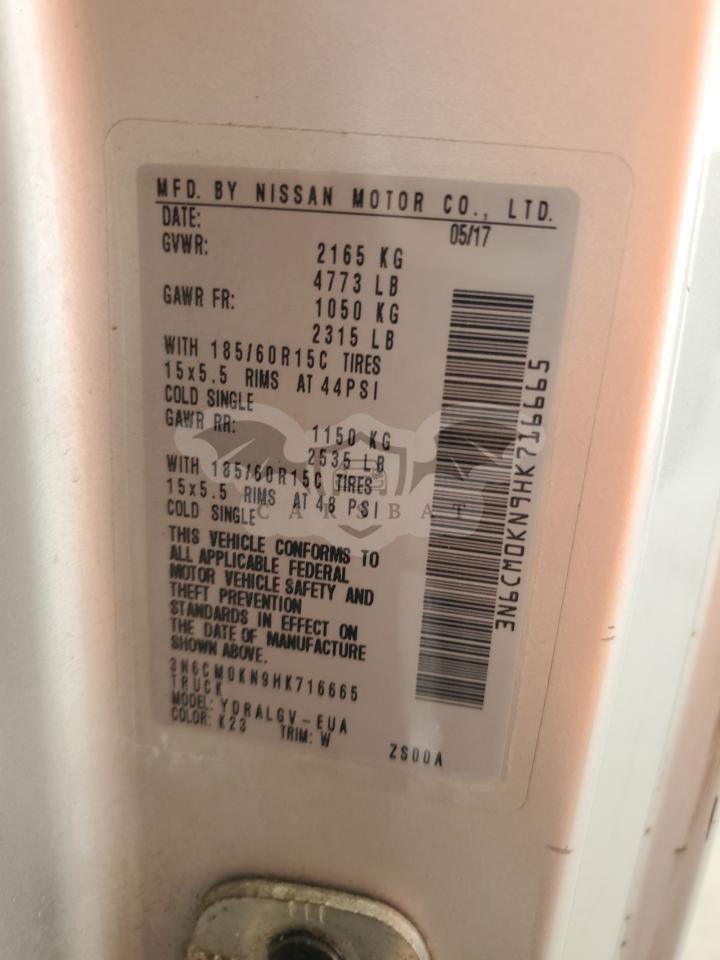 MFD. BY NISSAN MOTOR CO., LTD.
DATE: 05/17
GVWR: 2165 KG
4773 LB
GAWR FR: 1050 KG
2315 LB
WITH 185/60R15C TIRES
15x5.5 RIMS AT 44PSI
COLD SINGLE
GAWR RR: 1150 KG
2535 LB
WITH 185/60R15C TIRES
15x5.5 RIMS AT 48 PSI
COLD SINGLE
THIS VEHICLE CONFORMS TO
ALL APPLICABLE FEDERAL
MOTOR VEHICLE SAFETY AND
THEFT PREVENTION
STANDARDS IN EFFECT ON
THE DATE OF MANUFACTURE
SHOWN ABOVE.
3N6CM0KN9HK716665
TRUCK
MODEL: YDRALGV-EUA
COLOR: K23 TRIM: W ZS00A
3N6CM0KN9HK716665
CARSBAT